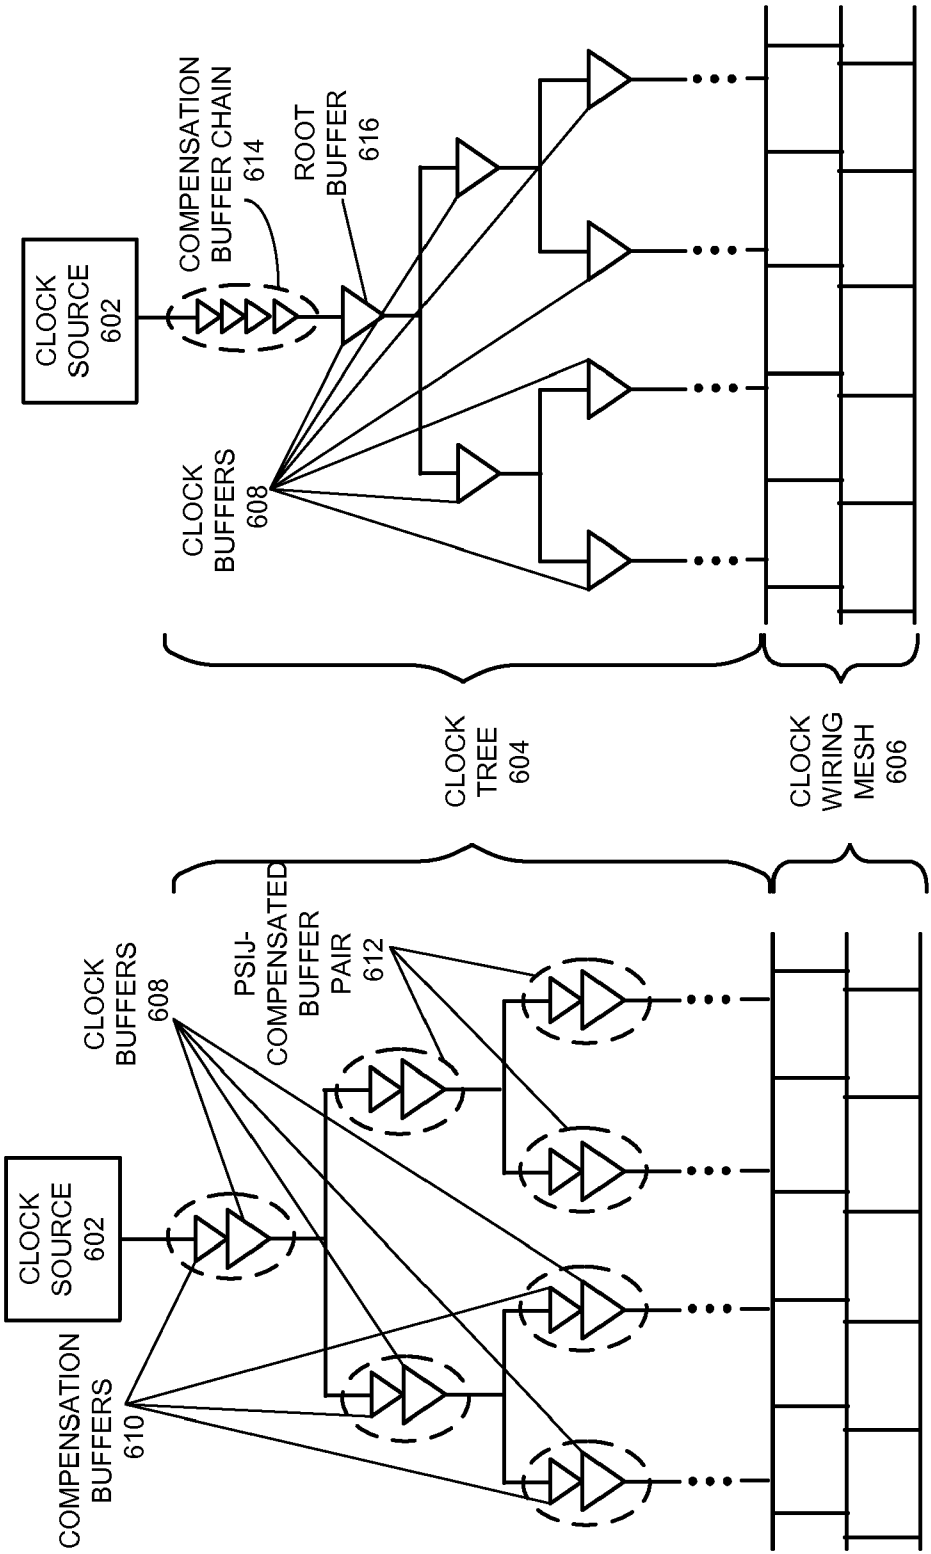 COMPENSATION
BUFFERS
610
CLOCK
SOURCE
602
CLOCK
BUFFERS
608
PSIJ-
COMPENSATED
BUFFER
PAIR
612
CLOCK
TREE
604
CLOCK
WIRING
MESH
606
CLOCK
BUFFERS
608
CLOCK
SOURCE
602
COMPENSATION
BUFFER CHAIN
614
ROOT
BUFFER
616